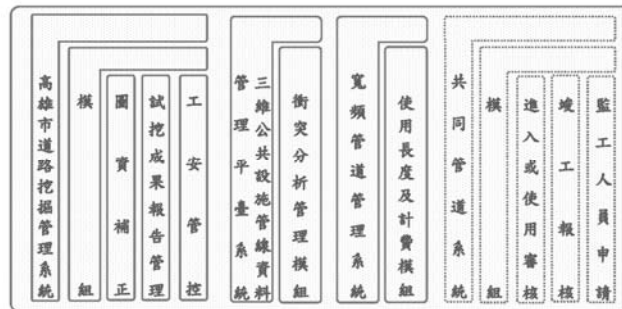 高雄市道路挖掘管理系統
模組
圖資補正
試挖成果報告管理
工安管控
三維公共設施管線資料
管理平臺系統
衝突分析管理模組
寬頻管道管理系統
使用長度及計費模組
共同管道系統
模組
進入或使用審核
竣工報核
監工人員申請